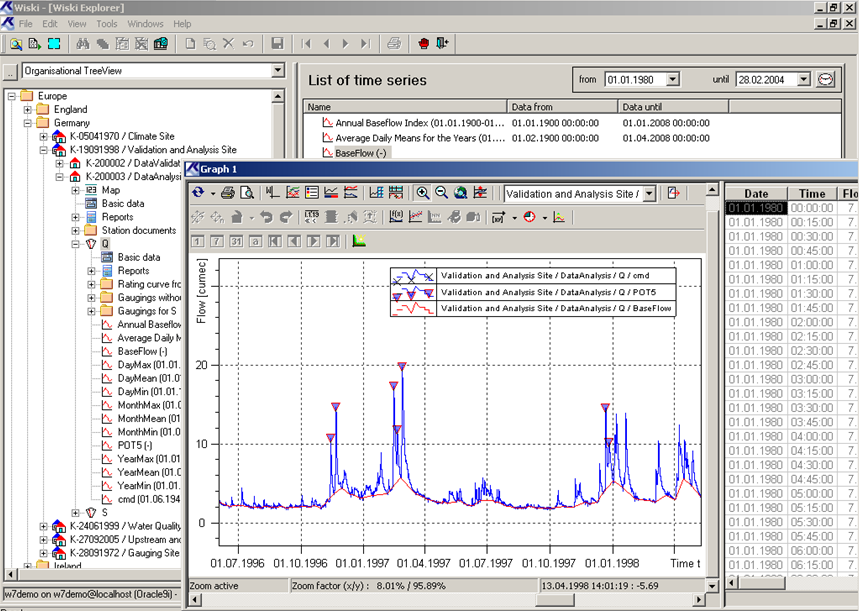 Wiski - [Wiski Explorer]
File Edit View Tools Windows Help
Organisational TreeView
List of time series
from 01.01.1980 until 28.02.2004
Name Data from Data until
Annual Baseflow Index (01.01.1900-01... 01.01.1900 00:00:00 01.01.2008 00:00:00
Average Daily Means for the Years (01.... 01.02.1900 00:00:00 01.04.2008 00:00:00
BaseFlow (-)
Europe
England
Germany
K-05041970 / Climate Site
K-19091998 / Validation and Analysis Site
K-200002 / DataValidat
K-200003 / DataAnalysis
Map
Basic data
Reports
Station documents
Q
Basic data
Reports
Rating curve fro
Gaugings withou
Gaugings for S
Annual Baseflow
Average Daily M
BaseFlow (-)
DayMax (01.01.
DayMean (01.0
DayMin (01.01.
MonthMax (01.0
MonthMean (01
MonthMin (01.0
POT5 (-)
YearMax (01.01
YearMean (01.0
YearMin (01.01.
cmd (01.06.194
S
K-24061999 / Water Quality
K-27092005 / Upstream and
K-28091972 / Gauging Site
Ireland
w7demo on w7demo@localhost (Oracle9i)
Graph 1
Validation and Analysis Site /
1 7 31 a
Flow [cumec]
Validation and Analysis Site / DataAnalysis / Q / cmd
Validation and Analysis Site / DataAnalysis / Q / POT5
Validation and Analysis Site / DataAnalysis / Q / BaseFlow
20
10
0
01.07.1996 01.10.1996 01.01.1997 01.04.1997 01.07.1997 01.10.1997 01.01.1998 Time t
Zoom active Zoom factor (x/y) : 8.01% / 95.89% 13.04.1998 14:01:19 : -5.69
Date Time Flo
01.01.1980 00:00:00 7.
01.01.1980 00:15:00 7.
01.01.1980 00:30:00 7.
01.01.1980 00:45:00 7.
01.01.1980 01:00:00 7.
01.01.1980 01:15:00 7.
01.01.1980 01:30:00 7.
01.01.1980 01:45:00 7.
01.01.1980 02:00:00 7.
01.01.1980 02:15:00 7.
01.01.1980 02:30:00 7.
01.01.1980 02:45:00 7.
01.01.1980 03:00:00 7.
01.01.1980 03:15:00 7.
01.01.1980 03:30:00 7.
01.01.1980 03:45:00 7.
01.01.1980 04:00:00 7.
01.01.1980 04:15:00 7.
01.01.1980 04:30:00 7.
01.01.1980 04:45:00 7.
01.01.1980 05:00:00 7.
01.01.1980 05:15:00 7.
01.01.1980 05:30:00 7.
01.01.1980 05:45:00 7.
01.01.1980 06:00:00 7.
01.01.1980 06:15:00 7.